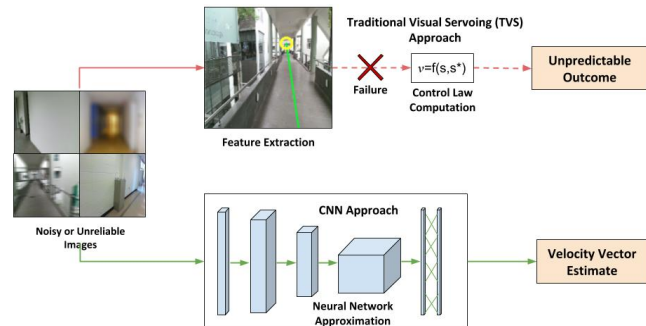 Traditional Visual Servoing (TVS)
Approach
ν=f(s,s*)
Unpredictable
Outcome
Failure
Control Law
Computation
Feature Extraction
Noisy or Unreliable
Images
CNN Approach
Neural Network
Approximation
Velocity Vector
Estimate